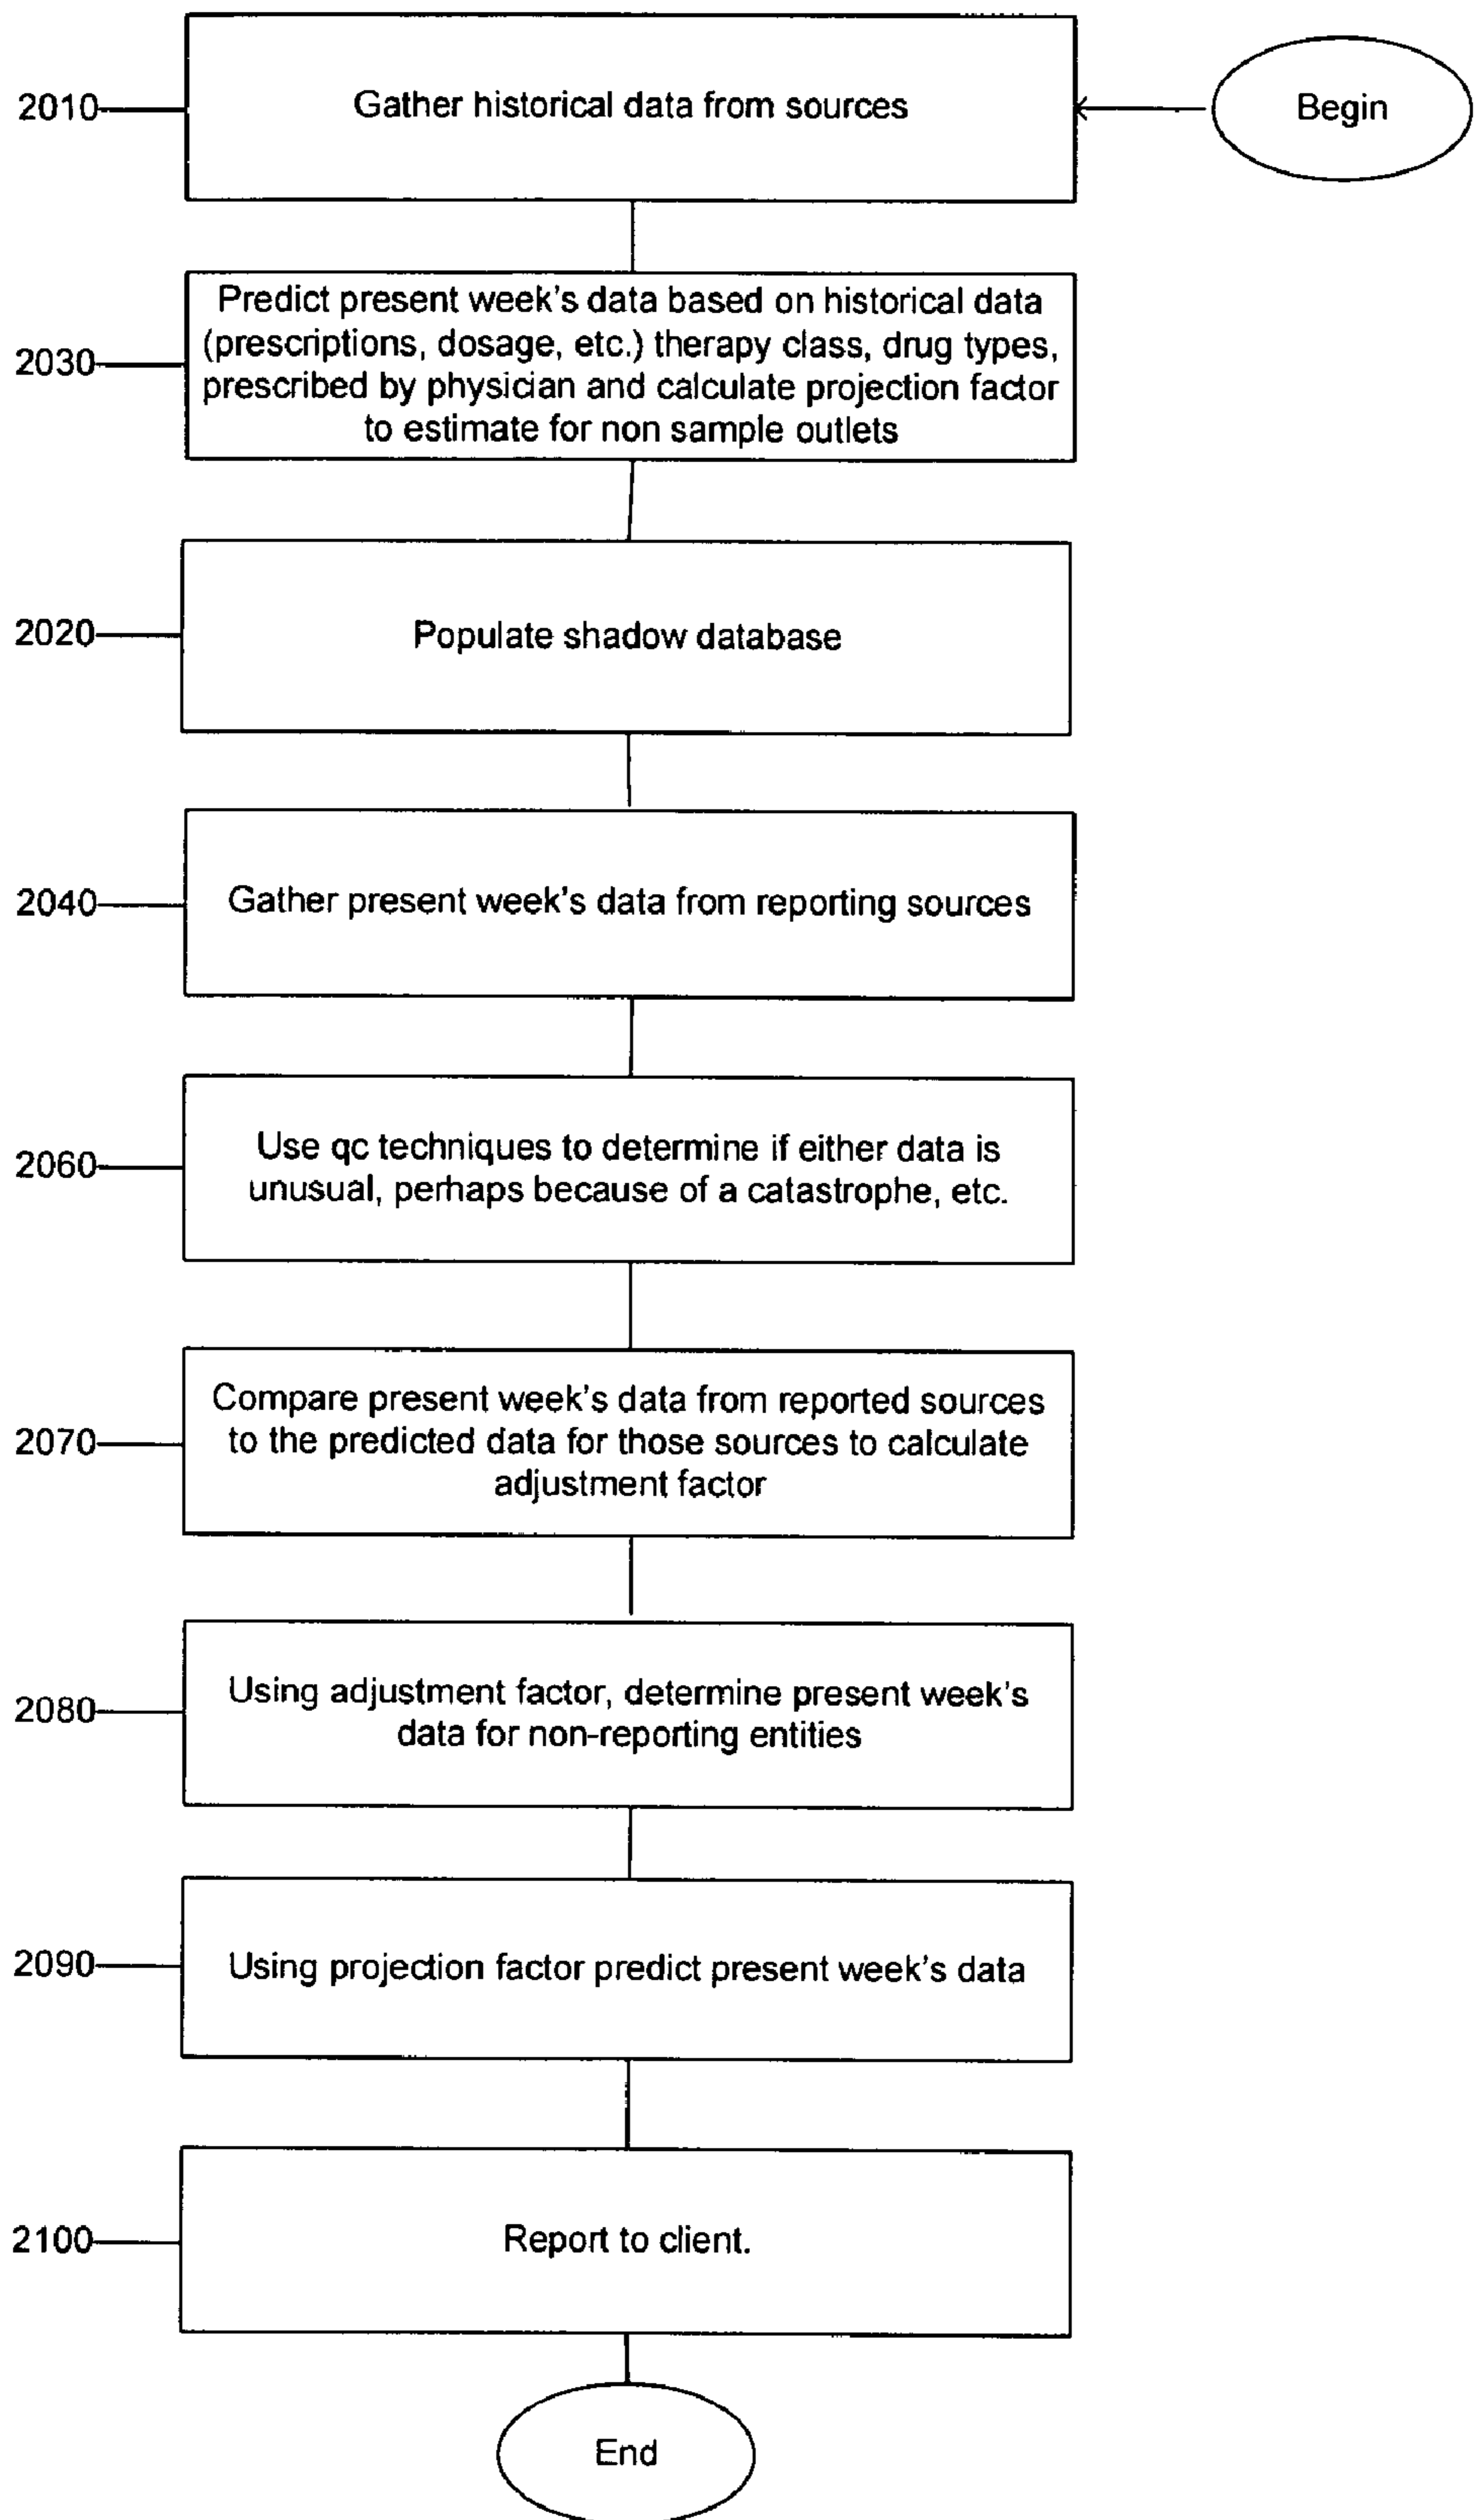 2010
Gather historical data from sources
Begin
2030
Predict present week's data based on historical data
(prescriptions, dosage, etc.) therapy class, drug types,
prescribed by physician and calculate projection factor
to estimate for non sample outlets
2020
Populate shadow database
2040
Gather present week's data from reporting sources
2060
Use qc techniques to determine if either data is
unusual, perhaps because of a catastrophe, etc.
2070
Compare present week's data from reported sources
to the predicted data for those sources to calculate
adjustment factor
2080
Using adjustment factor, determine present week's
data for non-reporting entities
2090
Using projection factor predict present week's data
2100
Report to client.
End